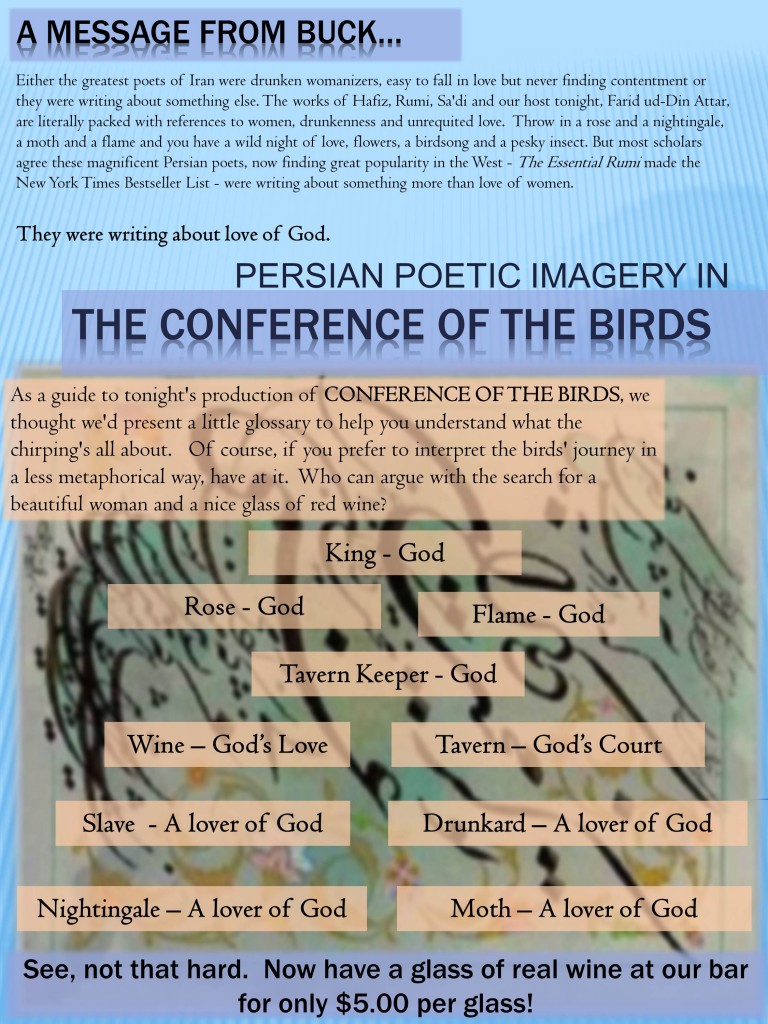 A MESSAGE FROM BUCK...
Either the greatest poets of Iran were drunken womanizers, easy to fall in love but never finding contentment or
they were writing about something else. The works of Hafiz, Rumi, Sa'di and our host tonight, Farid ud-Din Attar,
are literally packed with references to women, drunkenness and unrequited love. Throw in a rose and a nightingale,
a moth and a flame and you have a wild night of love, flowers, a birdsong and a pesky insect. But most scholars
agree these magnificent Persian poets, now finding great popularity in the West - The Essential Rumi made the
New York Times Bestseller List - were writing about something more than love of women.
They were writing about love of God.
PERSIAN POETIC IMAGERY IN
THE CONFERENCE OF THE BIRDS
As a guide to tonight's production of CONFERENCE OF THE BIRDS, we
thought we'd present a little glossary to help you understand what the
chirping's all about. Of course, if you prefer to interpret the birds' journey in
a less metaphorical way, have at it. Who can argue with the search for a
beautiful woman and a nice glass of red wine?
King - God
Rose - God
Flame - God
Tavern Keeper - God
Wine – God's Love
Tavern – God's Court
Slave - A lover of God
Drunkard – A lover of God
Nightingale – A lover of God
Moth – A lover of God
See, not that hard. Now have a glass of real wine at our bar
for only $5.00 per glass!